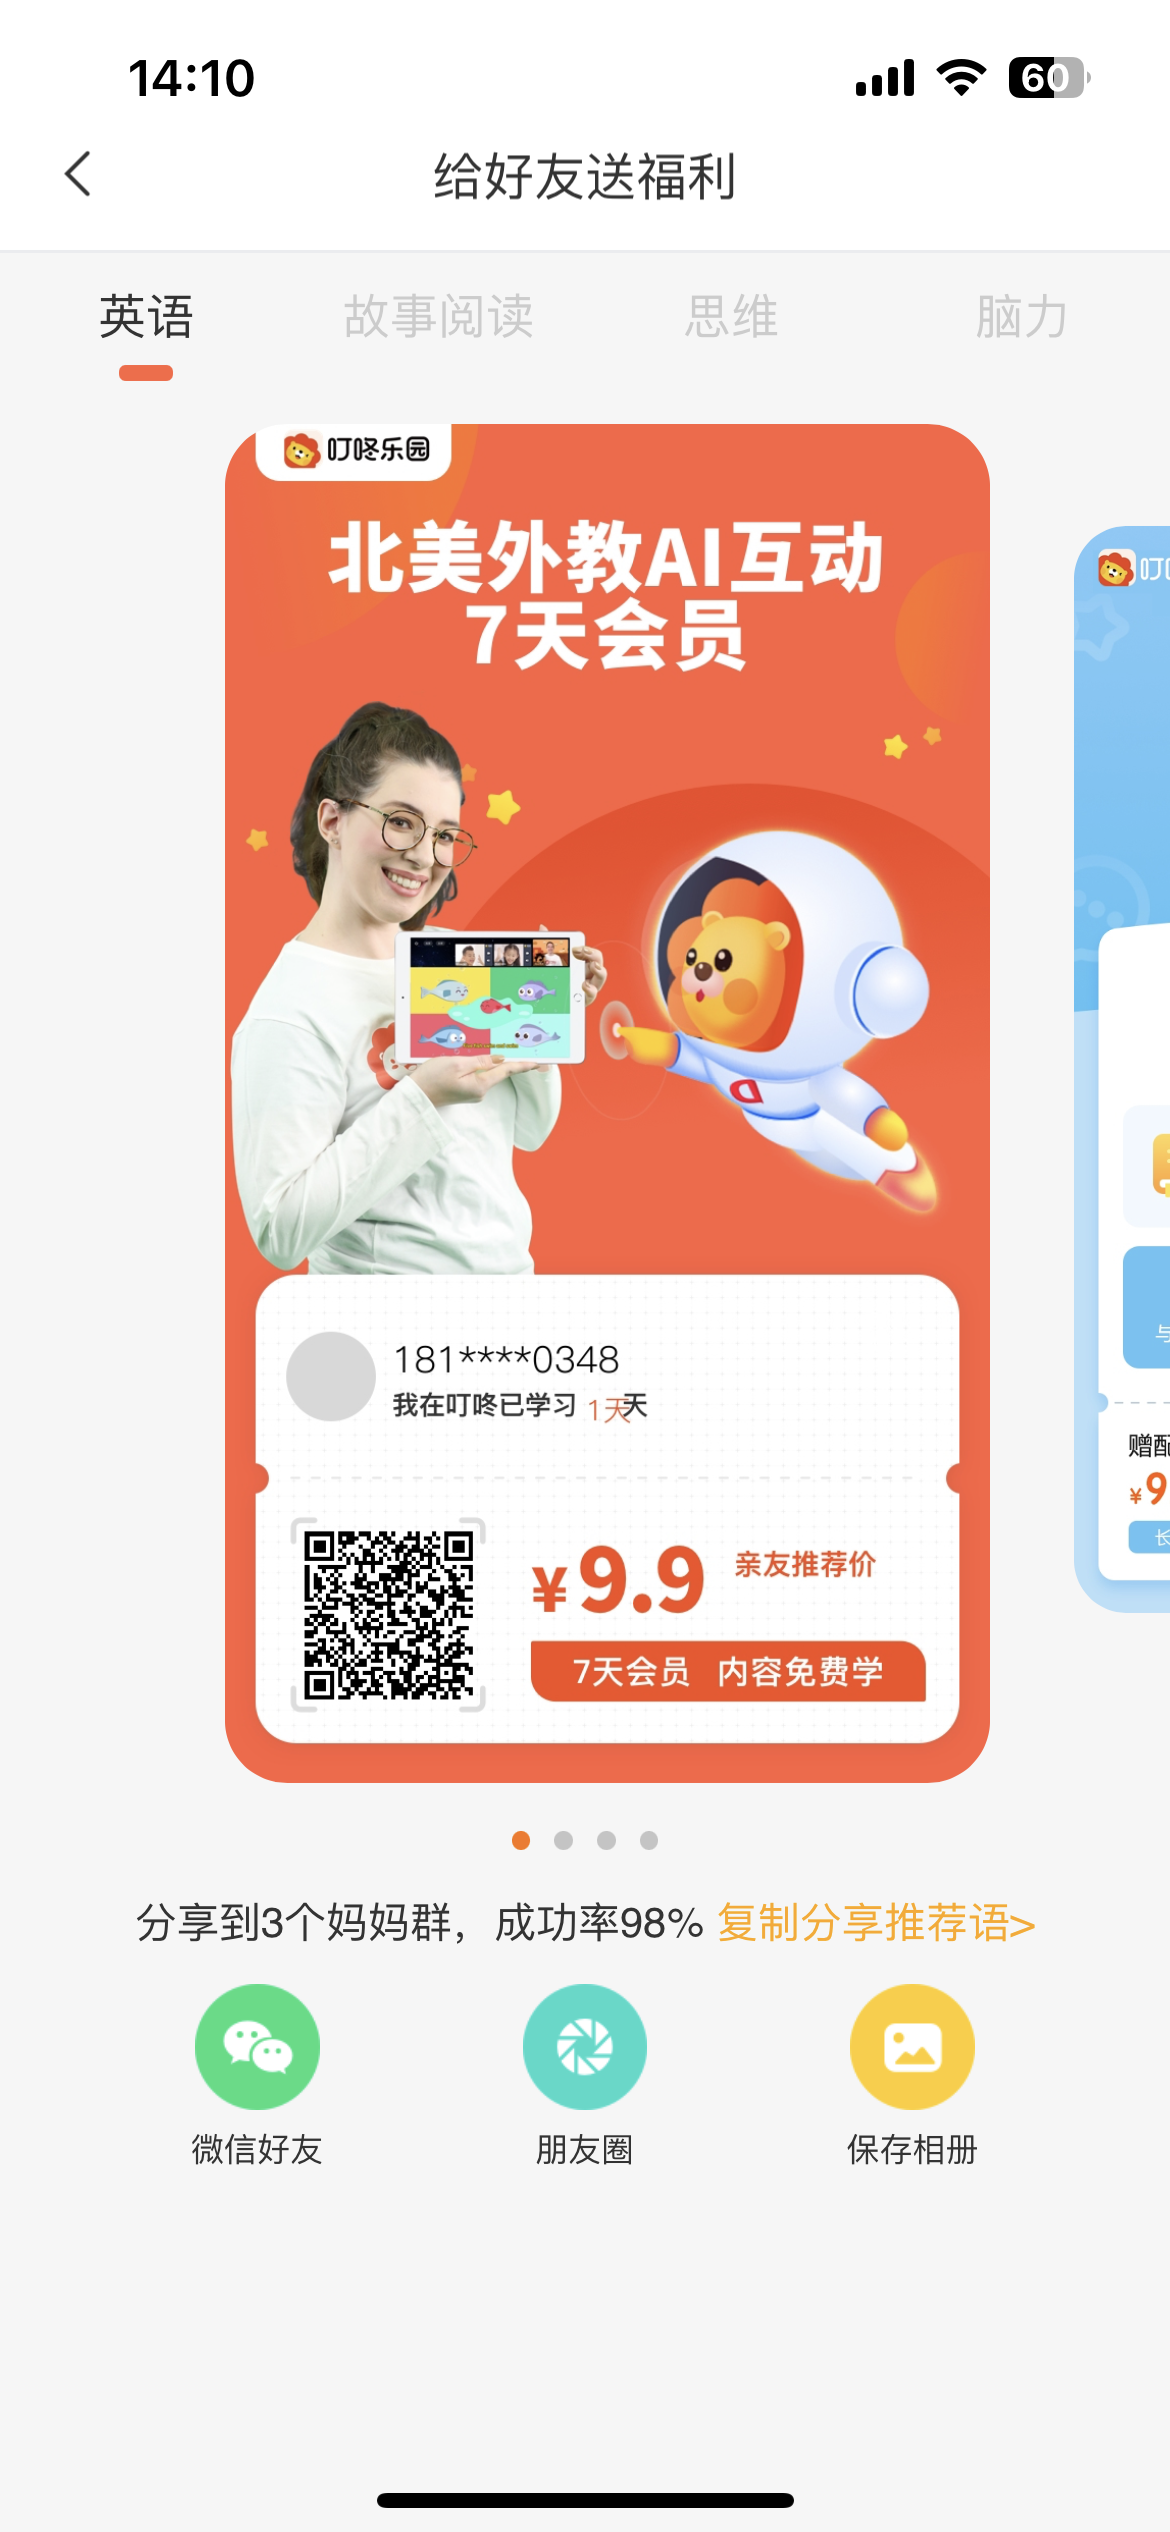 14:10
60
给好友送福利
英语
故事阅读
思维
脑力
叮咚乐园
北美外教AI互动
7天会员
181****0348
我在叮咚已学习 1天天
¥9.9
亲友推荐价
7天会员 内容免费学
赠配
¥9
长
分享到3个妈妈群，成功率98% 复制分享推荐语>
微信好友
朋友圈
保存相册